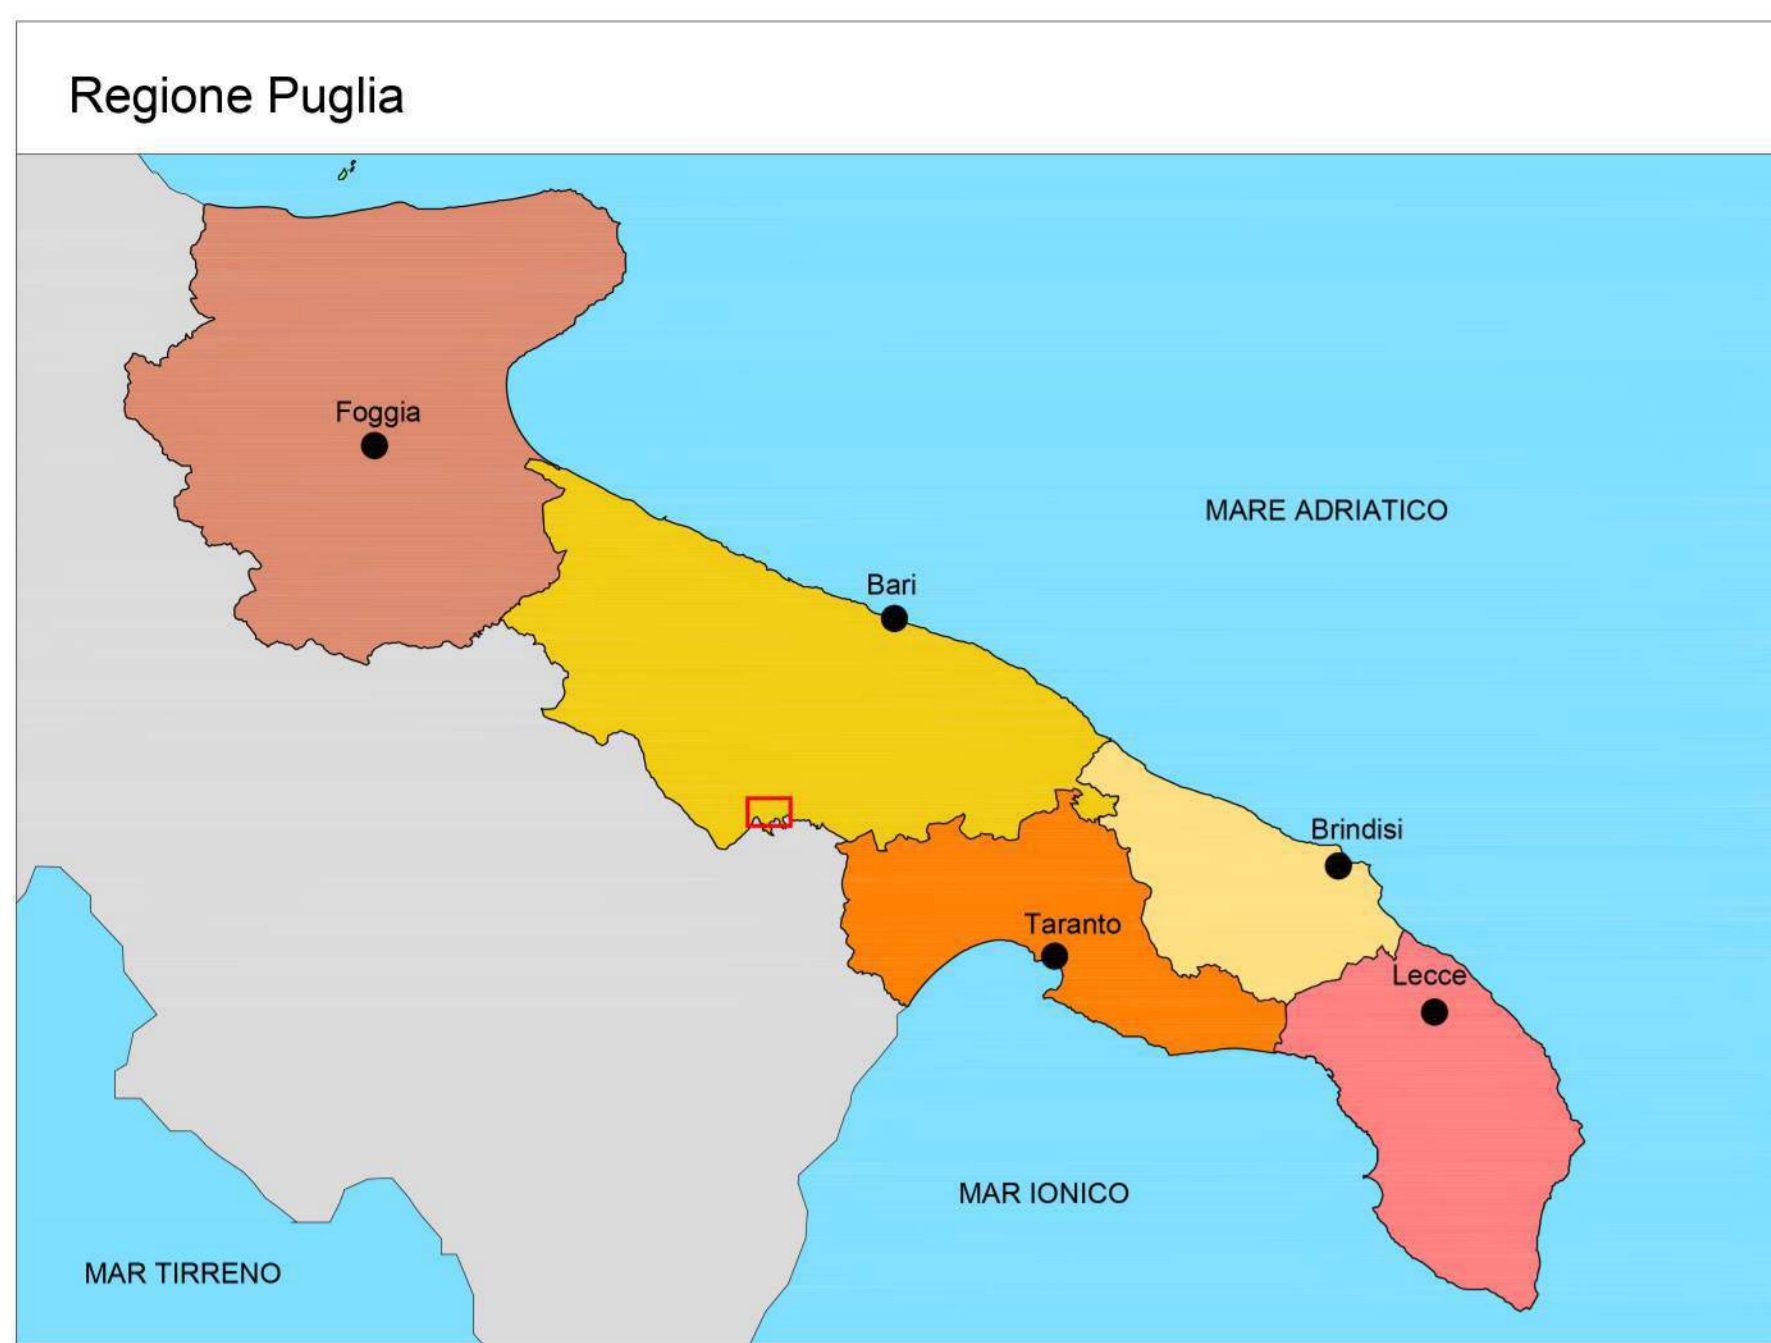 Regione Puglia
Foggia
MARE ADRIATICO
Bari
Brindisi
Taranto
Lecce
MAR IONICO
MAR TIRRENO